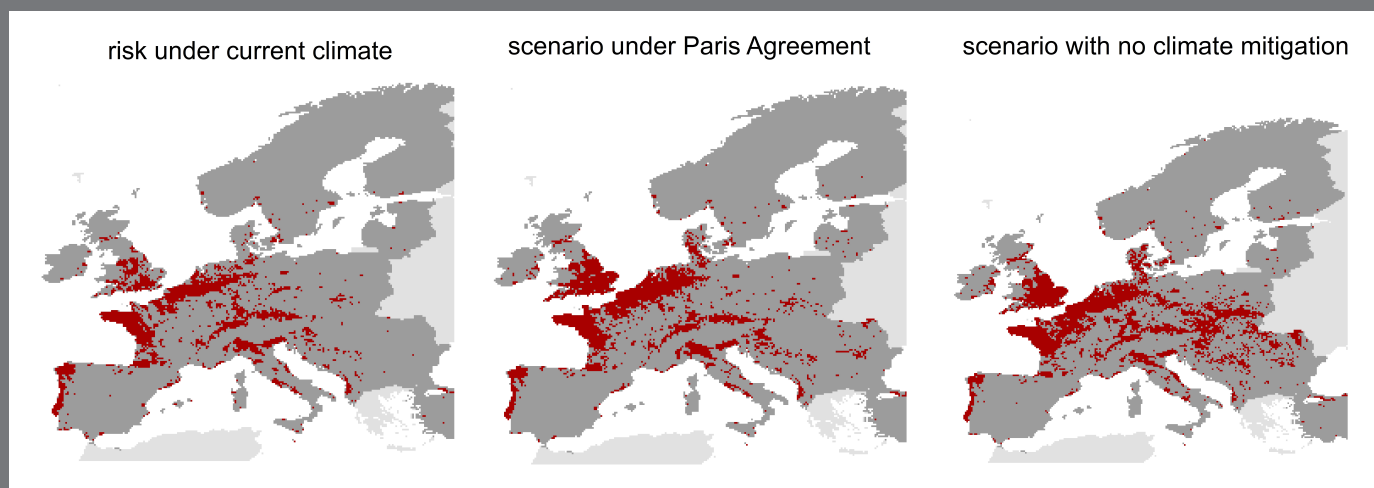 risk under current climate
scenario under Paris Agreement
scenario with no climate mitigation